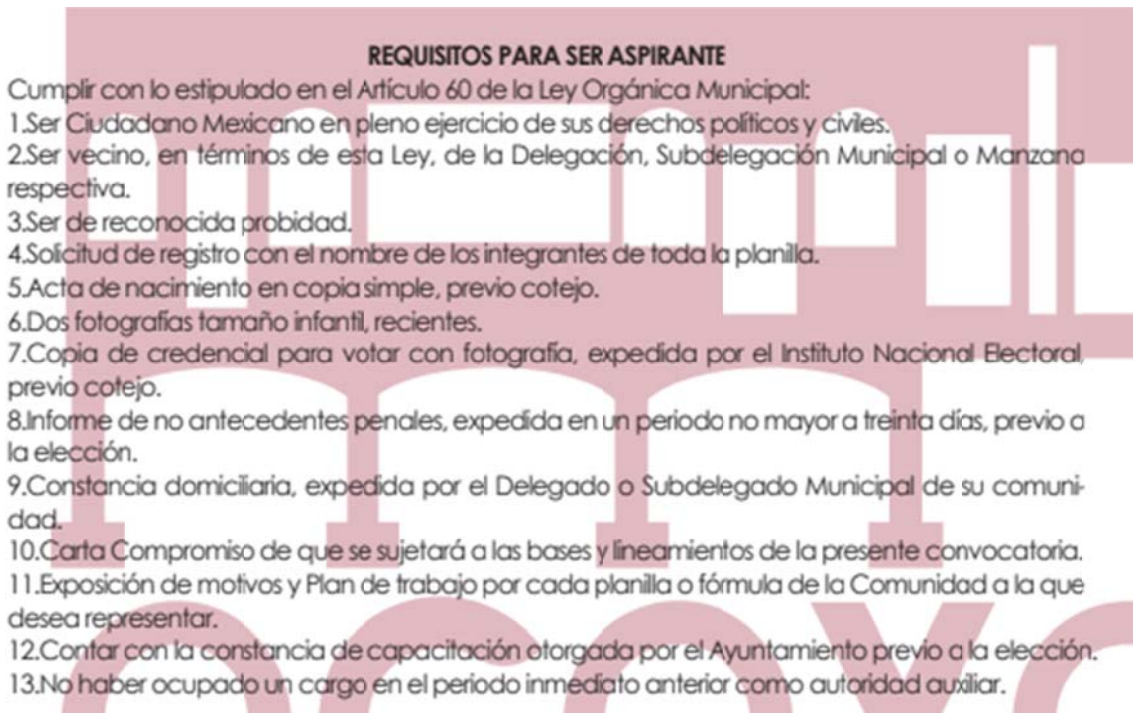 REQUISITOS PARA SER ASPIRANTE
Cumplir con lo estipulado en el Artículo 60 de la Ley Orgánica Municipal:
1.Ser Ciudadano Mexicano en pleno ejercicio de sus derechos políticos y civiles.
2.Ser vecino, en términos de esta Ley, de la Delegación, Subdelegación Municipal o Manzana
respectiva.
3.Ser de reconocida probidad.
4.Solicitud de registro con el nombre de los integrantes de toda la planilla.
5.Acta de nacimiento en copia simple, previo cotejo.
6.Dos fotografías tamaño infantil, recientes.
7.Copia de credencial para votar con fotografía, expedida por el Instituto Nacional Electoral,
previo cotejo.
8.Informe de no antecedentes penales, expedida en un periodo no mayor a treinta días, previo a
la elección.
9.Constancia domiciliaria, expedida por el Delegado o Subdelegado Municipal de su comuni-
dad.
10.Carta Compromiso de que se sujetará a las bases y lineamientos de la presente convocatoria.
11.Exposición de motivos y Plan de trabajo por cada planilla o fórmula de la Comunidad a la que
desea representar.
12.Contar con la constancia de capacitación otorgada por el Ayuntamiento previo a la elección.
13.No haber ocupado un cargo en el periodo inmediato anterior como autoridad auxiliar.